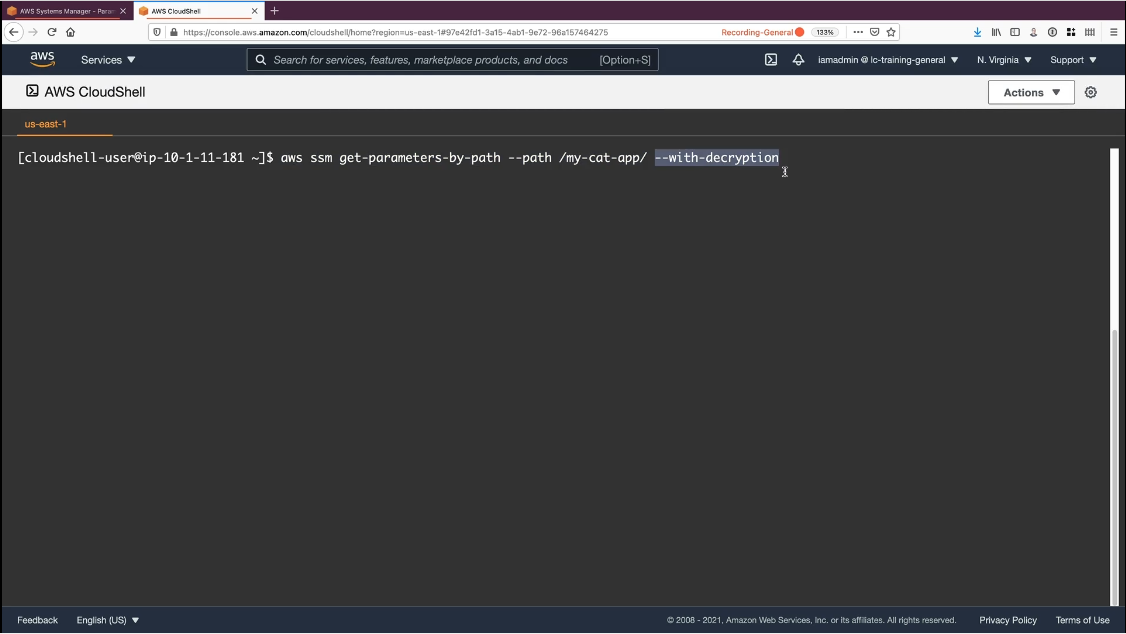 AWS Systems Manager - Para
AWS CloudShell
https://console.aws.amazon.com/cloudshell/home?region=us-east-1#97e42fd1-3a15-4ab1-9e72-96a157464275
Recording-General
133%
aws
Services
Search for services, features, marketplace products, and docs
[Option+S]
iamadmin @ lc-training-general
N. Virginia
Support
AWS CloudShell
Actions
us-east-1
[cloudshell-user@ip-10-1-11-181 ~]$ aws ssm get-parameters-by-path --path /my-cat-app/ --with-decryption
Feedback
English (US)
© 2008 - 2021, Amazon Web Services, Inc. or its affiliates. All rights reserved.
Privacy Policy
Terms of Use